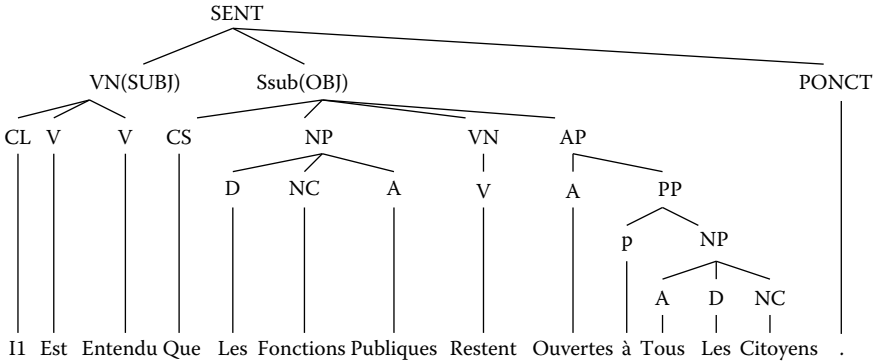 SENT
VN(SUBJ) Ssub(OBJ) PONCT
CL V V CS NP VN AP
D NC A V A PP
p NP
A D NC
I1 Est Entendu Que Les Fonctions Publiques Restent Ouvertes à Tous Les Citoyens .